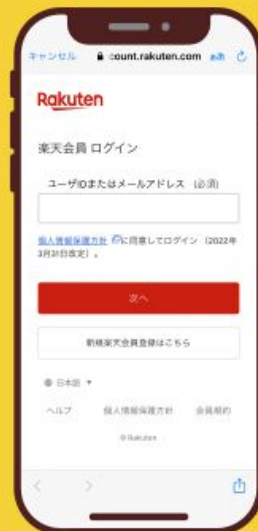 キャンセル count.rakuten.com ああ
Rakuten
楽天会員 ログイン
ユーザIDまたはメールアドレス (必須)
個人情報保護方針 に同意してログイン (2022年
3月31日改定) 。
次へ
新規楽天会員登録はこちら
日本語
ヘルプ 個人情報保護方針 会員規約
© Rakuten